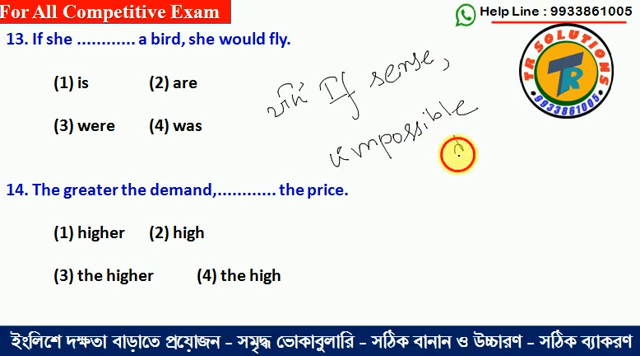 For All Competitive Exam
Help Line : 9933861005
13. If she ............ a bird, she would fly.
(1) is (2) are
(3) were (4) was
যদি If sense,
impossible
TR SOLUTIONS
TR
9933861005
14. The greater the demand,............ the price.
(1) higher (2) high
(3) the higher (4) the high
ইংলিশে দক্ষতা বাড়াতে প্রয়োজন - সমৃদ্ধ ভোকাবুলারি - সঠিক বানান ও উচ্চারণ - সঠিক ব্যাকরণ